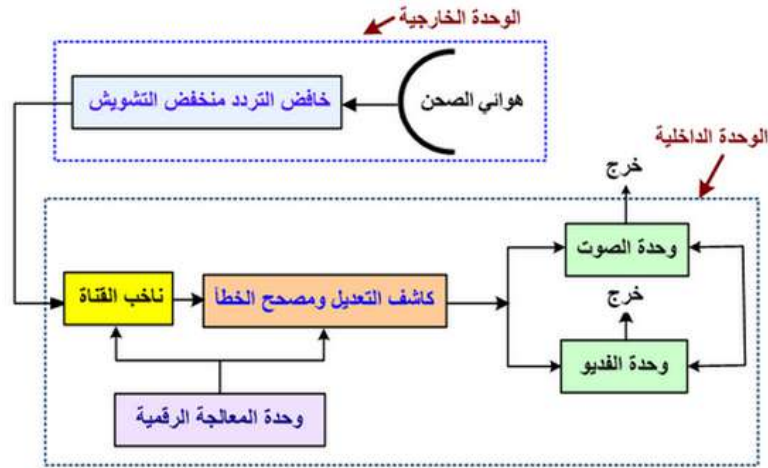 الوحدة الخارجية
هوائي الصحن
خافض التردد منخفض التشويش
الوحدة الداخلية
خرج
وحدة الصوت
ناخب القناة
كاشف التعديل ومصحح الخطأ
خرج
وحدة الفديو
وحدة المعالجة الرقمية